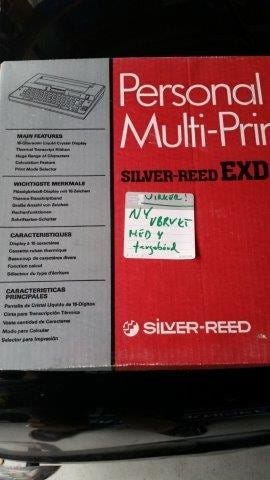 Personal
Multi-Prin
SILVER-REED EXD
MAIN FEATURES
16-Character Liquid Crystal Display
Thermal Transcript Ribbon
Huge Range of Characters
Calculation Feature
Print Mode Selector
WICHTIGSTE MERKMALE
Flüssigkristall-Display mit 16 Zeichen
Thermo-Transferband
Große Anzahl von Zeichen
Rechenfunktionen
Schriftarten-Schalter
CARACTERISTIQUES
Display à 16 caractères
Cassette ruban thermique
Beaucoup de caractères divers
Fonction calcul
Sélecteur du type d'écriture
CARACTERISTICAS
PRINCIPALES
Pantalla de Cristal Líquido de 16-Dígitos
Cinta para Transcripción Térmica
Vasta cantidad de Caracteres
Modo para Calcular
Selector para Impresión
VIRKER!
NY
UBRUKT
MED 4
fargebånd
SILVER-REED